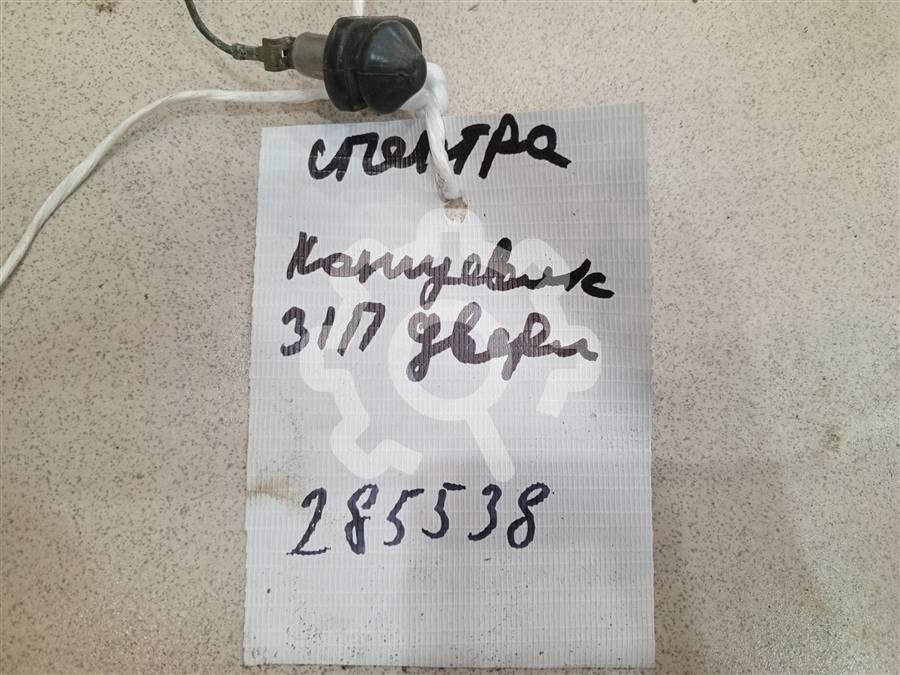 спектра
Концевик
З/П двери
285538